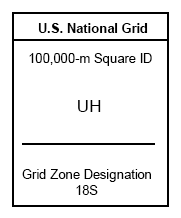 U.S. National Grid
100,000-m Square ID
UH
Grid Zone Designation
18S